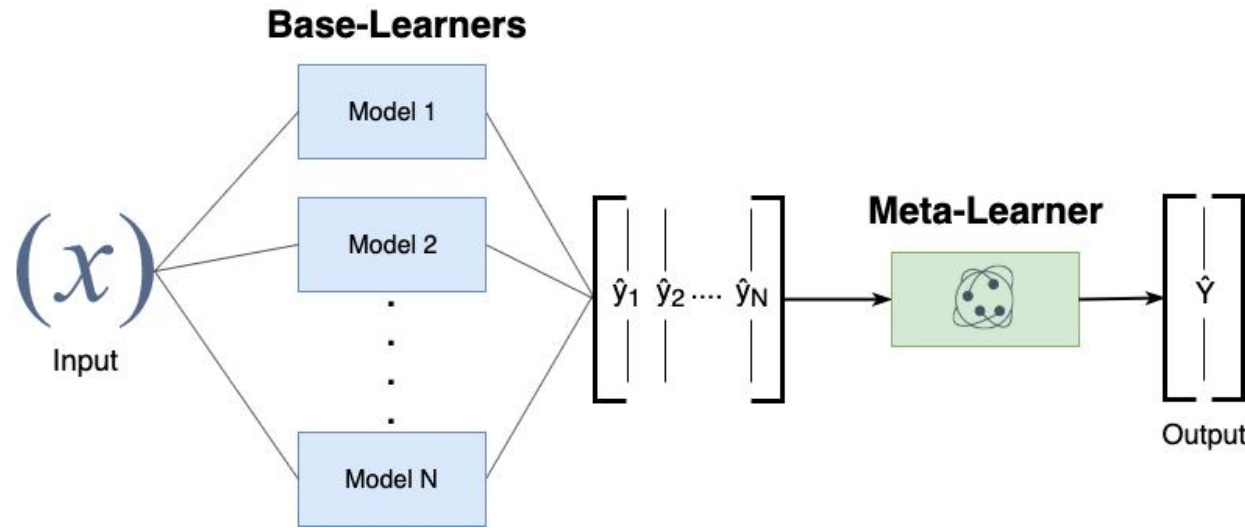 Base-Learners
Model 1
Model 2
Model N
(x)
Input
ŷ₁ ŷ₂ .... ŷN
Meta-Learner
Ŷ
Output